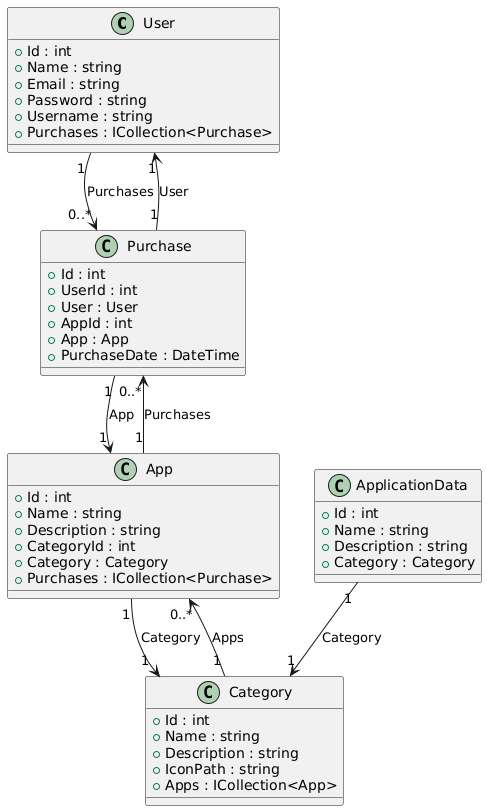 C User
Id : int
Name : string
Email : string
Password : string
Username : string
Purchases : ICollection<Purchase>
1 1
Purchases User
0..* 1
C Purchase
Id : int
UserId : int
User : User
AppId : int
App : App
PurchaseDate : DateTime
1 0..*
App Purchases
1 1
C App
Id : int
Name : string
Description : string
CategoryId : int
Category : Category
Purchases : ICollection<Purchase>
C ApplicationData
Id : int
Name : string
Description : string
Category : Category
1 0..* 1
Category Apps Category
1 1 1
C Category
Id : int
Name : string
Description : string
IconPath : string
Apps : ICollection<App>